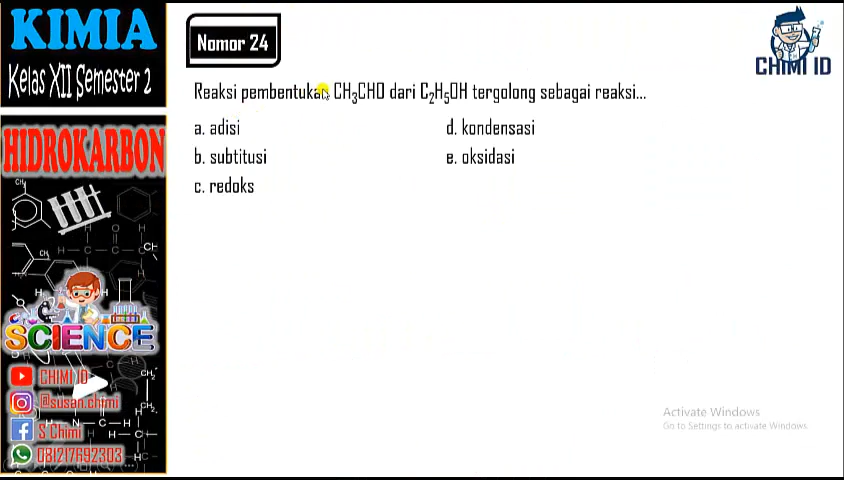 KIMIA
Kelas XII Semester 2
HIDROKARBON
SCIENCE
CHIMI ID
@susan.chimi
S Chimi
081217692303
Nomor 24
CHIMI ID
Reaksi pembentukan CH₃CHO dari C₂H₅OH tergolong sebagai reaksi...
a. adisi
b. subtitusi
c. redoks
d. kondensasi
e. oksidasi
Activate Windows
Go to Settings to activate Windows.